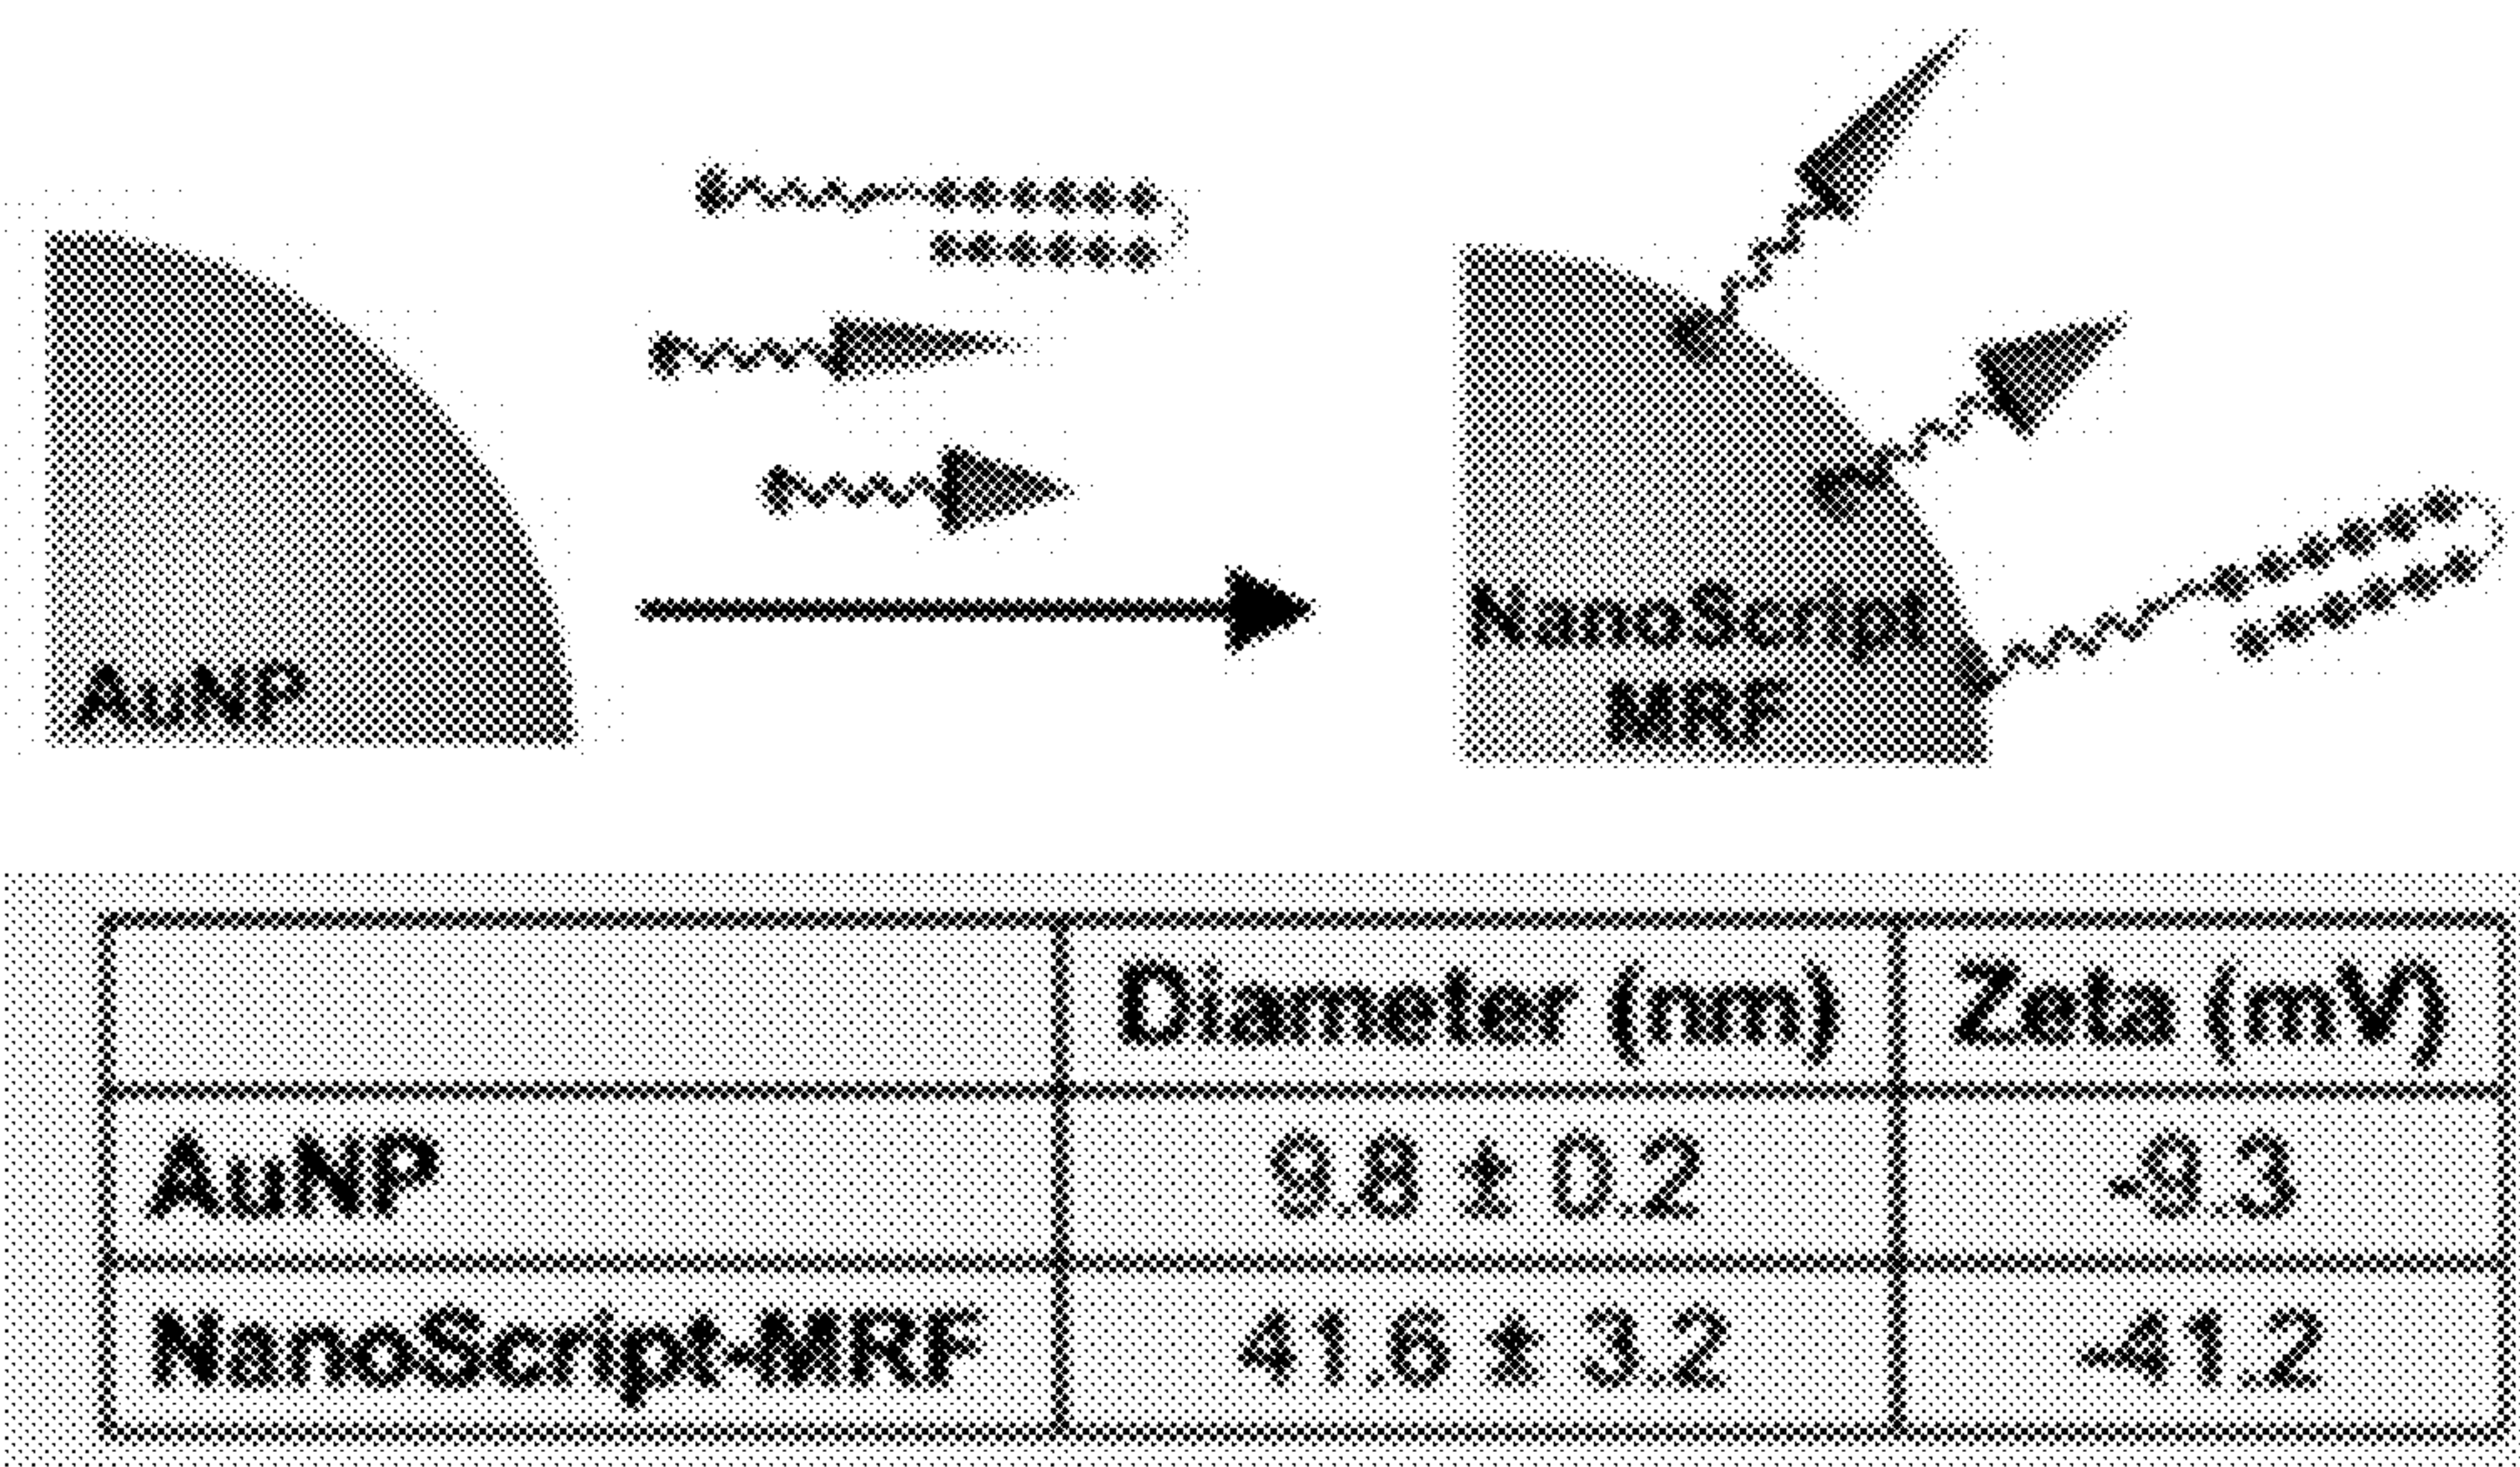 AuNP
NanoScript
MRF
Diameter (nm) Zeta (mV)
AuNP 9.8 ± 0.2 -9.3
NanoScript-MRF 41.6 ± 3.2 -41.2